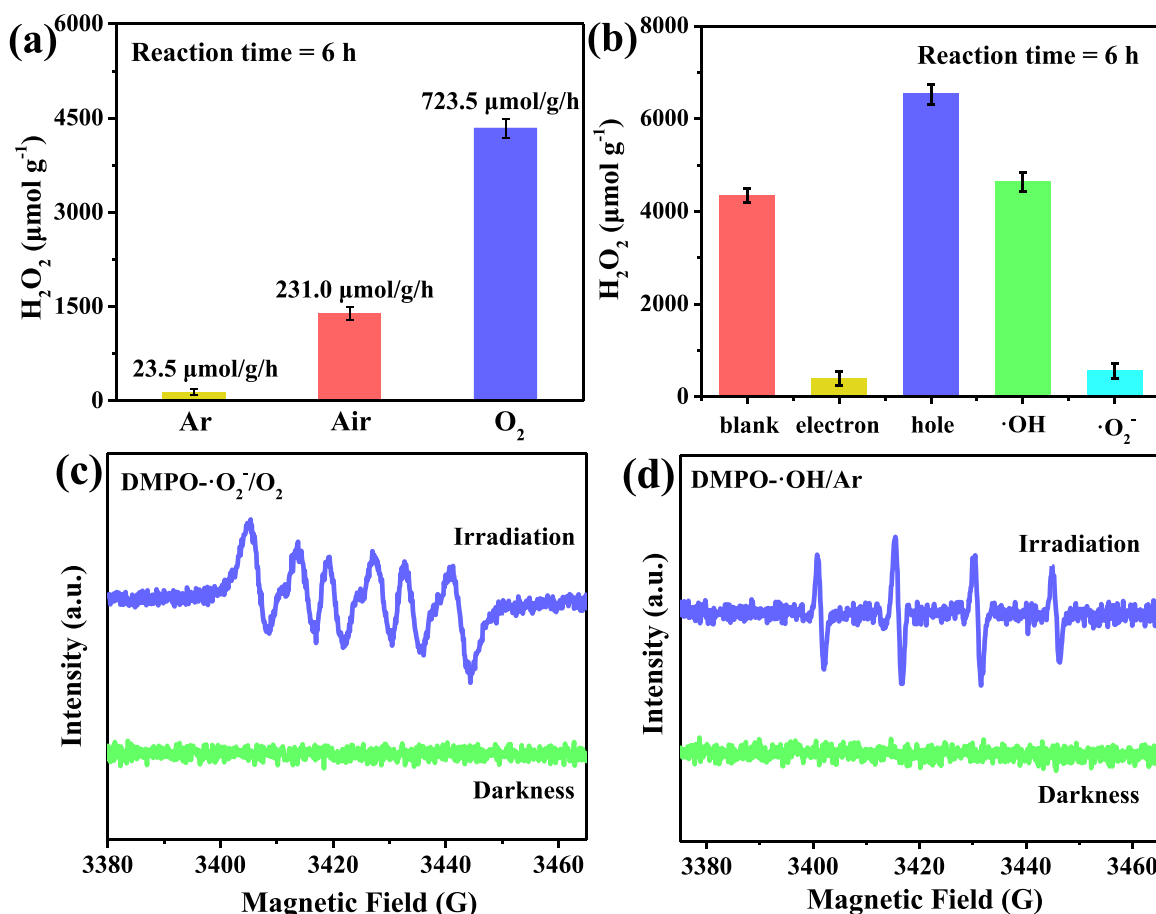 (a)
Reaction time = 6 h
H₂O₂ (μmol g⁻¹)
6000
4500
3000
1500
0
23.5 μmol/g/h
231.0 μmol/g/h
723.5 μmol/g/h
Ar Air O₂
(b)
Reaction time = 6 h
H₂O₂ (μmol g⁻¹)
8000
6000
4000
2000
0
blank electron hole ·OH ·O₂⁻
(c)
DMPO-·O₂⁻/O₂
Irradiation
Darkness
Intensity (a.u.)
3380 3400 3420 3440 3460
Magnetic Field (G)
(d)
DMPO-·OH/Ar
Irradiation
Darkness
Intensity (a.u.)
3380 3400 3420 3440 3460
Magnetic Field (G)